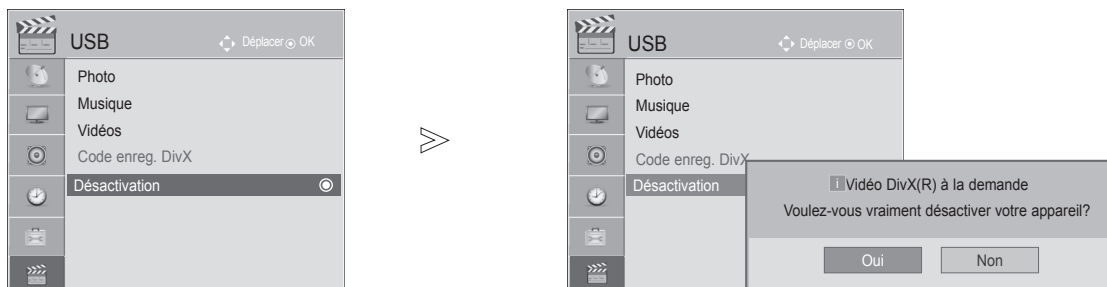 USB
Déplacer OK
Photo
Musique
Vidéos
Code enreg. DivX
Désactivation
USB
Déplacer OK
Photo
Musique
Vidéos
Code enreg. DivX
Désactivation
i Vidéo DivX(R) à la demande
Voulez-vous vraiment désactiver votre appareil?
Oui
Non